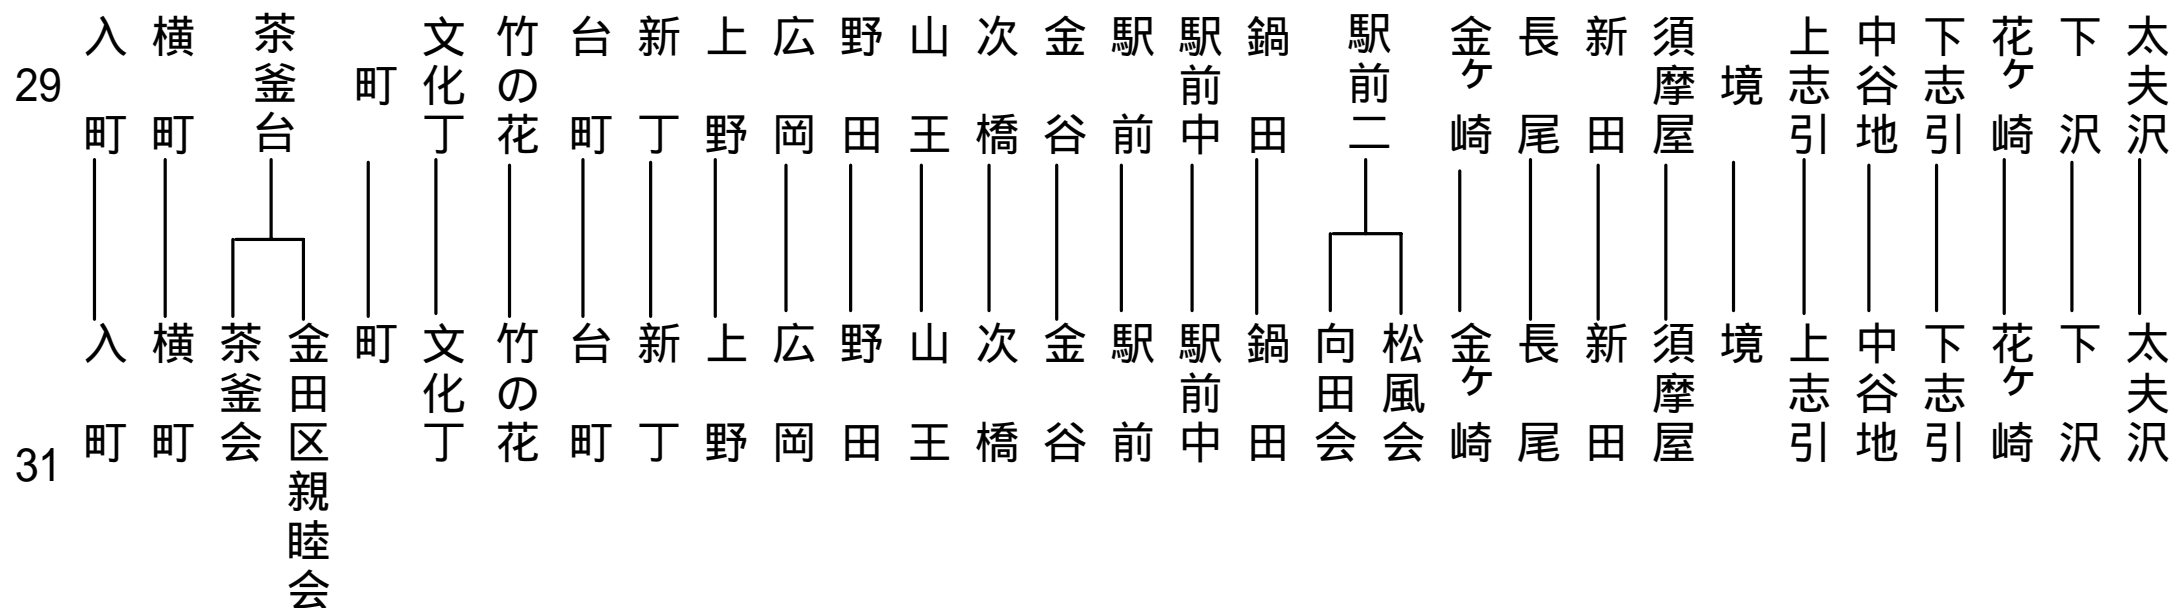 29
入町
横町
茶釜台
町
文化丁
竹の花
台町
新丁
上野
広岡
野田
山王
次橋
金谷
駅前
駅前中
鍋田
駅前二
金ヶ崎
長尾
新田
須摩屋
境
上志引
中谷地
下志引
花ヶ崎
下沢
太夫沢
31
入町
横町
茶釜会
金田区親睦会
町
文化丁
竹の花
台町
新丁
上野
広岡
野田
山王
次橋
金谷
駅前
駅前中
鍋田
向田会
松風会
金ヶ崎
長尾
新田
須摩屋
境
上志引
中谷地
下志引
花ヶ崎
下沢
太夫沢